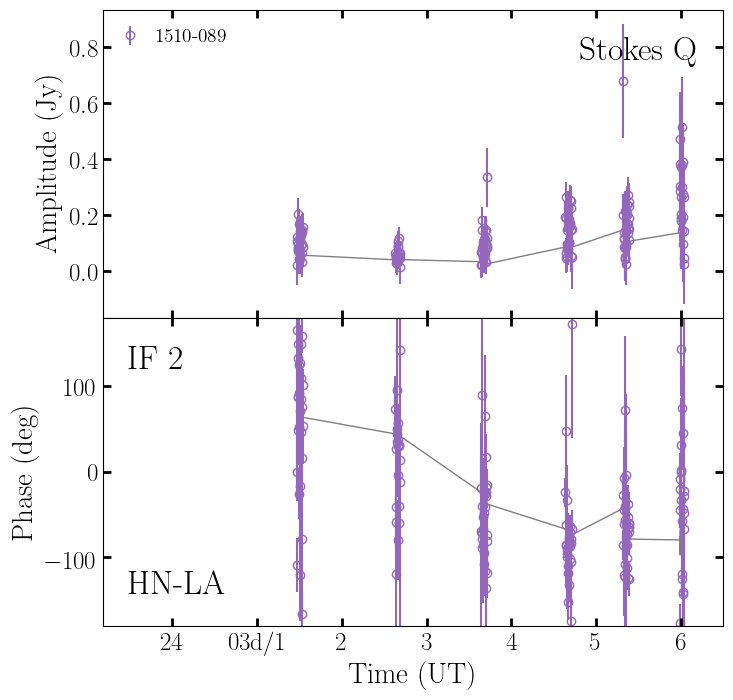 1510-089
Stokes Q
0.8
0.6
0.4
0.2
0.0
Amplitude (Jy)
IF 2
100
0
−100
Phase (deg)
HN-LA
24 03d/1 2 3 4 5 6
Time (UT)